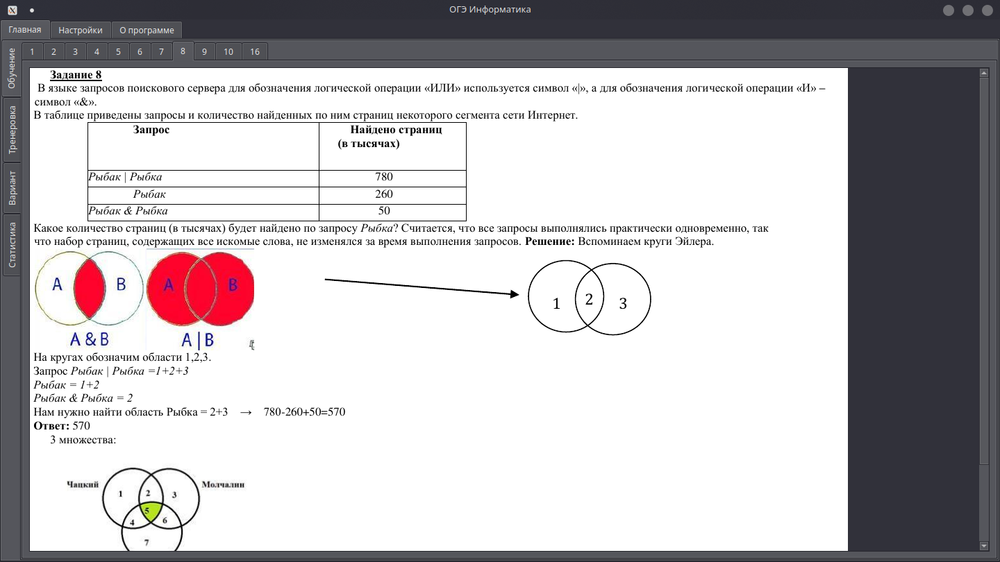 ОГЭ Информатика
Главная Настройки О программе
1 2 3 4 5 6 7 8 9 10 16
Обучение
Тренеровка
Вариант
Статистика
Задание 8
В языке запросов поискового сервера для обозначения логической операции «ИЛИ» используется символ «|», а для обозначения логической операции «И» –
символ «&».
В таблице приведены запросы и количество найденных по ним страниц некоторого сегмента сети Интернет.
Запрос Найдено страниц
(в тысячах)
Рыбак | Рыбка 780
Рыбак 260
Рыбак & Рыбка 50
Какое количество страниц (в тысячах) будет найдено по запросу Рыбка? Считается, что все запросы выполнялись практически одновременно, так
что набор страниц, содержащих все искомые слова, не изменялся за время выполнения запросов. Решение: Вспоминаем круги Эйлера.
A B A B
1 2 3
A & B A | B
На кругах обозначим области 1,2,3.
Запрос Рыбак | Рыбка =1+2+3
Рыбак = 1+2
Рыбак & Рыбка = 2
Нам нужно найти область Рыбка = 2+3 → 780-260+50=570
Ответ: 570
3 множества:
Чацкий Молчалин
1 2 3
5
4 6
7